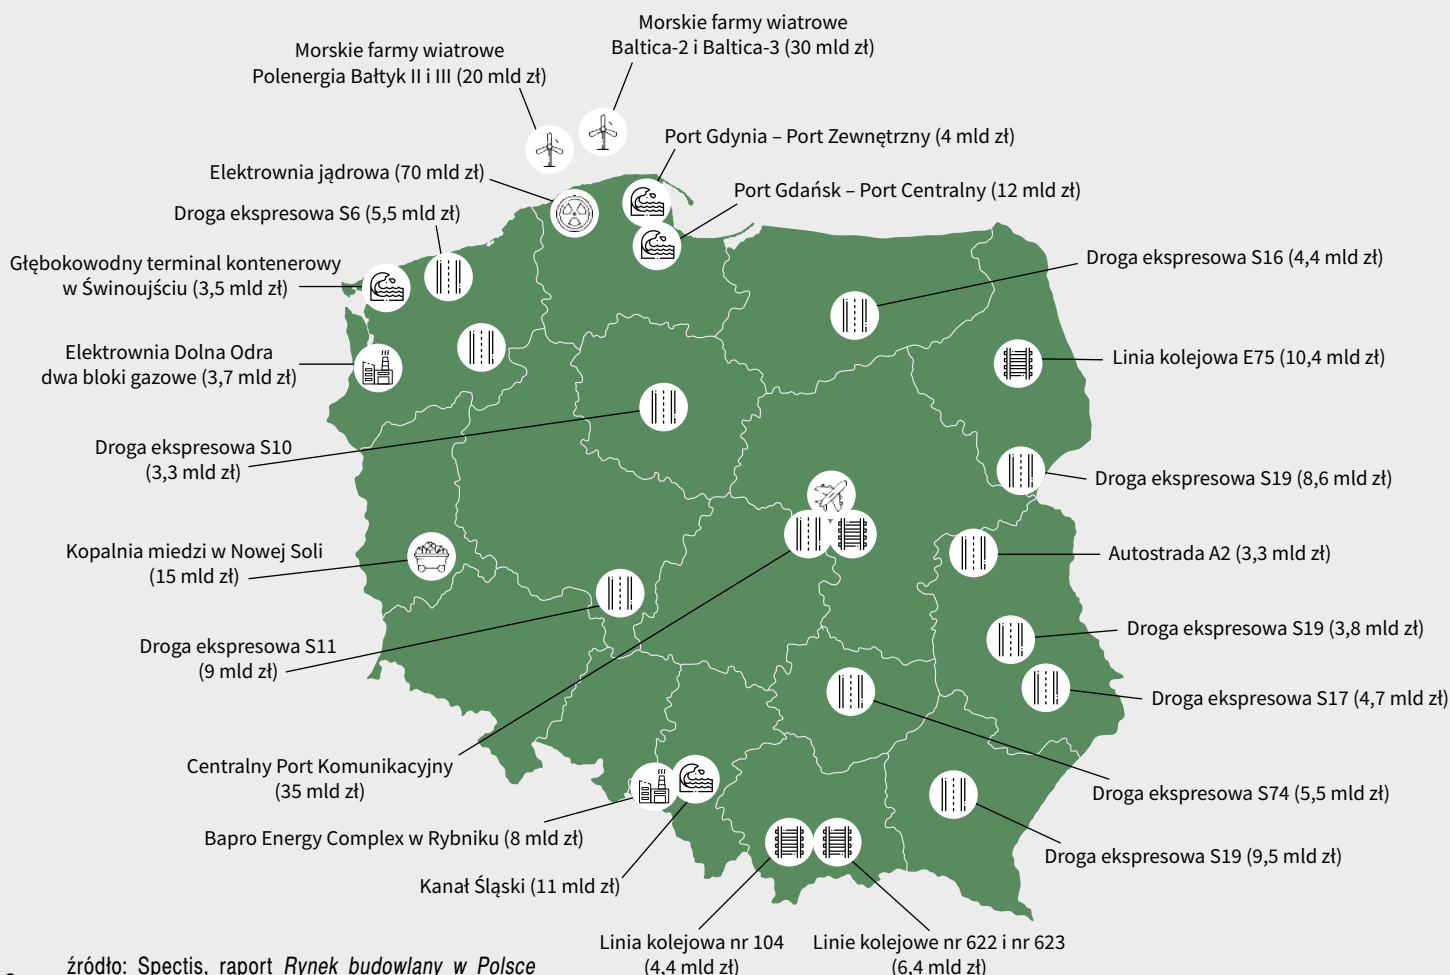 Morskie farmy wiatrowe
Baltica-2 i Baltica-3 (30 mld zł)
Morskie farmy wiatrowe
Polenergia Bałtyk II i III (20 mld zł)
Port Gdynia – Port Zewnętrzny (4 mld zł)
Elektrownia jądrowa (70 mld zł)
Port Gdańsk – Port Centralny (12 mld zł)
Droga ekspresowa S6 (5,5 mld zł)
Droga ekspresowa S16 (4,4 mld zł)
Głębokowodny terminal kontenerowy
w Świnoujściu (3,5 mld zł)
Elektrownia Dolna Odra
dwa bloki gazowe (3,7 mld zł)
Linia kolejowa E75 (10,4 mld zł)
Droga ekspresowa S10
(3,3 mld zł)
Droga ekspresowa S19 (8,6 mld zł)
Kopalnia miedzi w Nowej Soli
(15 mld zł)
Autostrada A2 (3,3 mld zł)
Droga ekspresowa S19 (3,8 mld zł)
Droga ekspresowa S11
(9 mld zł)
Droga ekspresowa S17 (4,7 mld zł)
Centralny Port Komunikacyjny
(35 mld zł)
Droga ekspresowa S74 (5,5 mld zł)
Bapro Energy Complex w Rybniku (8 mld zł)
Droga ekspresowa S19 (9,5 mld zł)
Kanał Śląski (11 mld zł)
Linia kolejowa nr 104
(4,4 mld zł)
Linie kolejowe nr 622 i nr 623
(6,4 mld zł)
źródło: Spectis, raport Rynek budowlany w Polsce